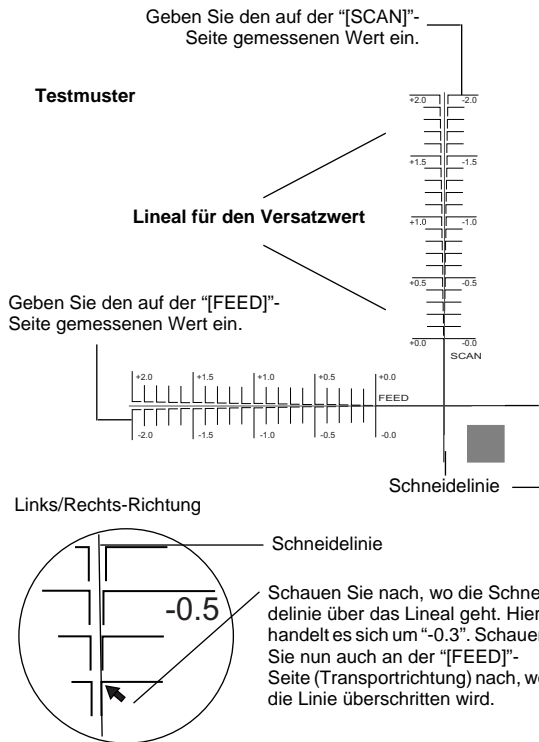 Geben Sie den auf der “[SCAN]”-
Seite gemessenen Wert ein.
Testmuster
+2.0 -2.0
+1.5 -1.5
Lineal für den Versatzwert
+1.0 -1.0
+0.5 -0.5
+0.0 -0.0
SCAN
Geben Sie den auf der “[FEED]”-
Seite gemessenen Wert ein.
+2.0 +1.5 +1.0 +0.5 +0.0
FEED
-2.0 -1.5 -1.0 -0.5 -0.0
Schneidelinie
Links/Rechts-Richtung
Schneidelinie
-0.5
Schauen Sie nach, wo die Schnei
delinie über das Lineal geht. Hier
handelt es sich um “-0.3”. Schauen
Sie nun auch an der “[FEED]”-
Seite (Transportrichtung) nach, wo
die Linie überschritten wird.